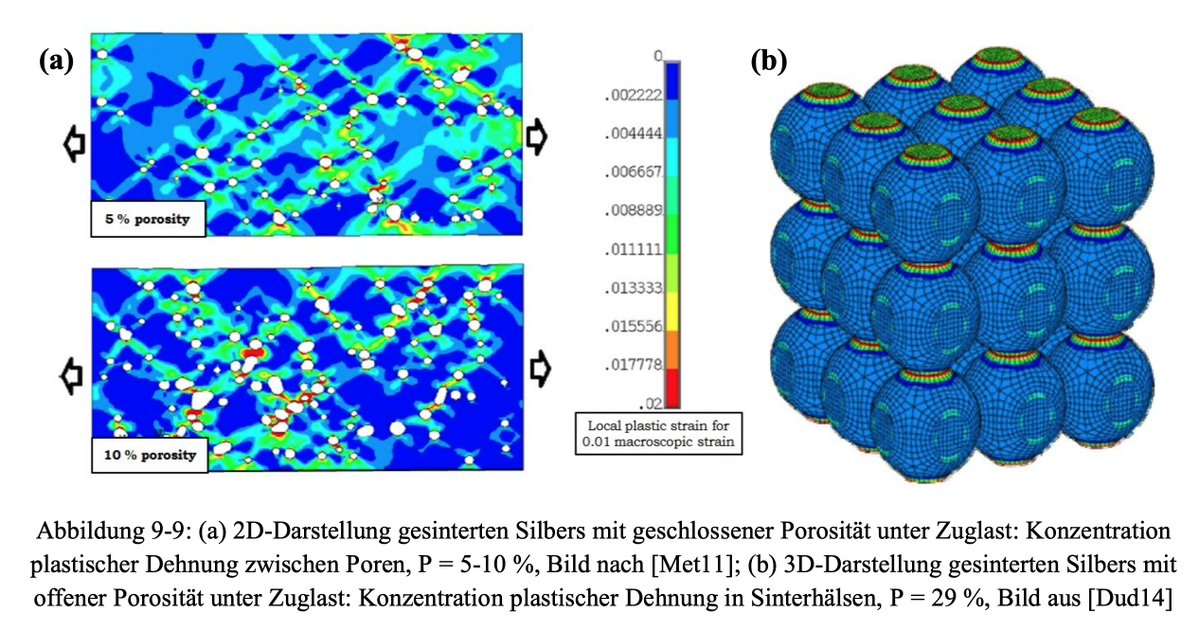 (a)
5 % porosity
10 % porosity
0
.002222
.004444
.006667
.008889
.011111
.013333
.015556
.017778
.02
Local plastic strain for
0.01 macroscopic strain
(b)
Abbildung 9-9: (a) 2D-Darstellung gesinterten Silbers mit geschlossener Porosität unter Zuglast: Konzentration
plastischer Dehnung zwischen Poren, P = 5-10 %, Bild nach [Met11]; (b) 3D-Darstellung gesinterten Silbers mit
offener Porosität unter Zuglast: Konzentration plastischer Dehnung in Sinterhälsen, P = 29 %, Bild aus [Dud14]